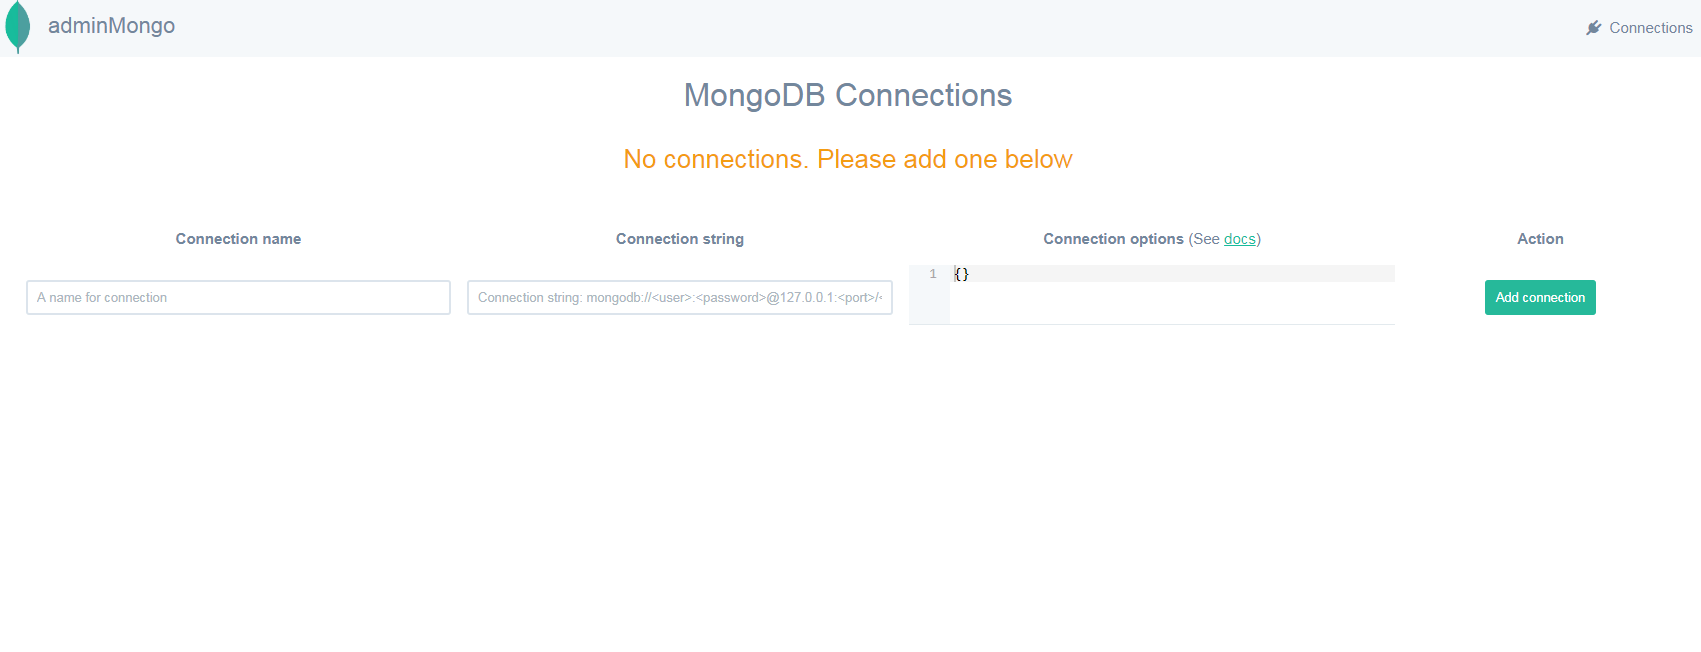 adminMongo
Connections
MongoDB Connections
No connections. Please add one below
Connection name
Connection string
Connection options (See docs)
Action
A name for connection
Connection string: mongodb://<user>:<password>@127.0.0.1:<port>/<
1 {}
Add connection